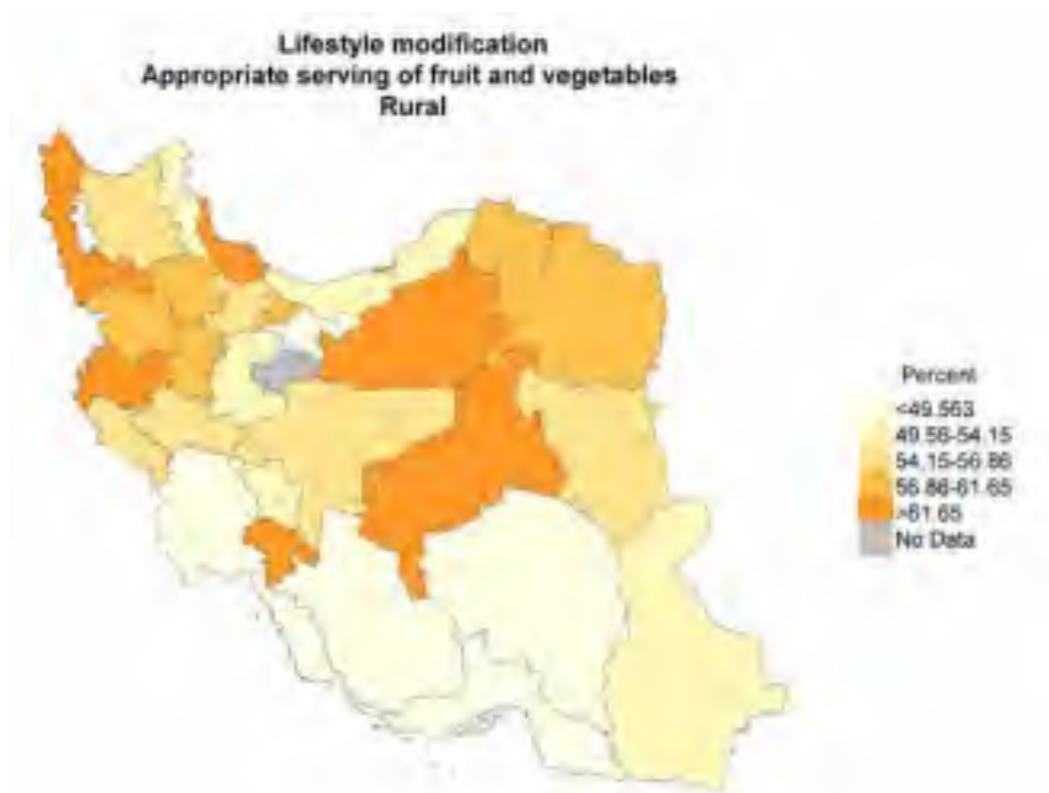 Lifestyle modification
Appropriate serving of fruit and vegetables
Rural
Percent
<49.563
49.56-54.15
54.15-56.86
56.86-61.65
>61.65
No Data